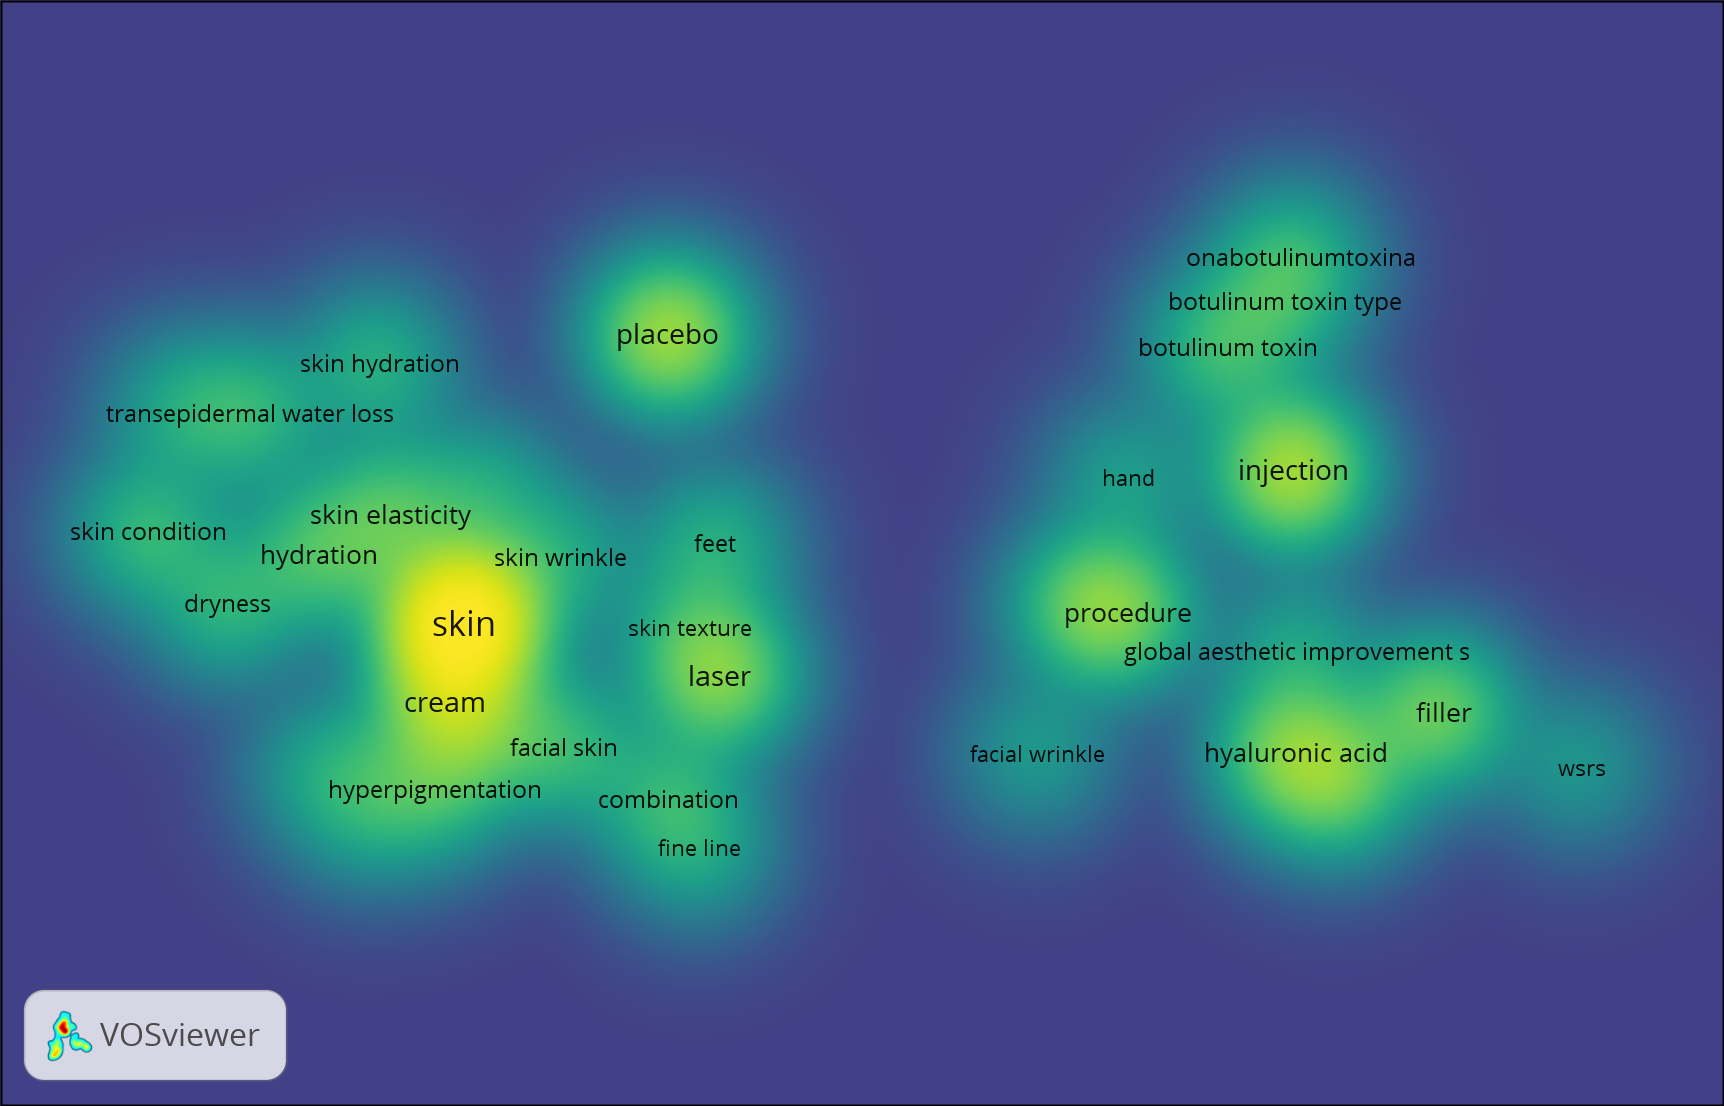 onabotulinumtoxina
botulinum toxin type
placebo
botulinum toxin
skin hydration
transepidermal water loss
injection
hand
skin elasticity
skin condition
feet
hydration
skin wrinkle
dryness
procedure
skin
skin texture
global aesthetic improvement s
laser
cream
filler
facial skin
hyaluronic acid
facial wrinkle
wsrs
hyperpigmentation
combination
fine line
VOSviewer